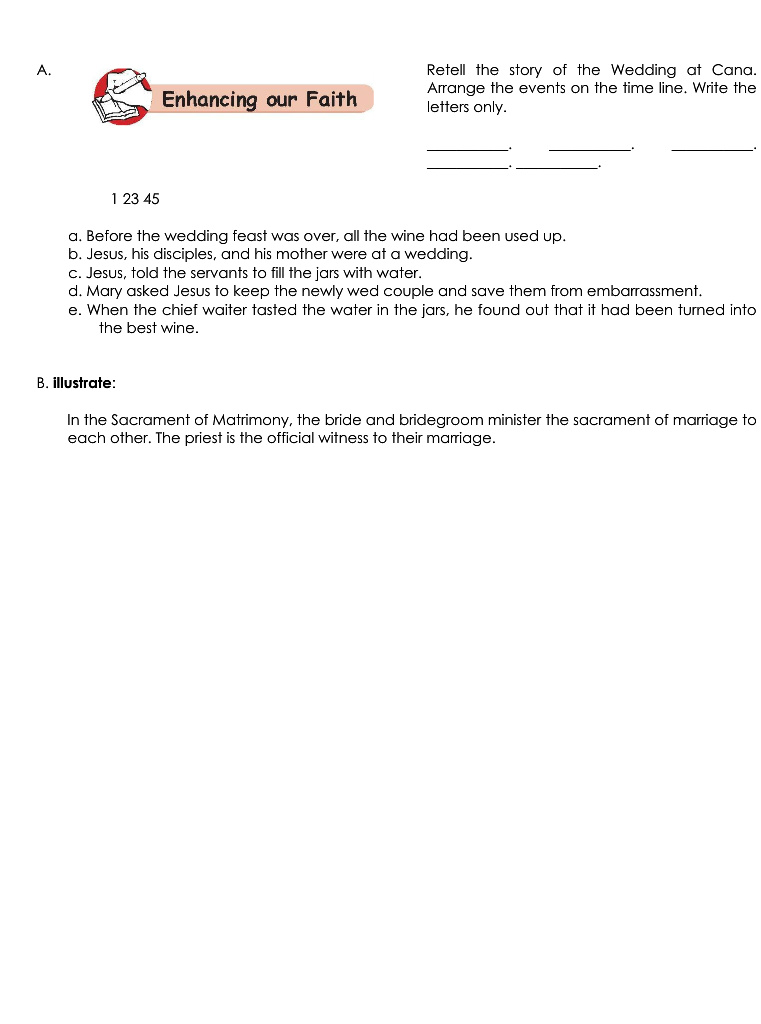 A.
Enhancing our Faith
Retell the story of the Wedding at Cana.
Arrange the events on the time line. Write the
letters only.
__________. __________. __________.
__________. __________.
1 23 45
a. Before the wedding feast was over, all the wine had been used up.
b. Jesus, his disciples, and his mother were at a wedding.
c. Jesus, told the servants to fill the jars with water.
d. Mary asked Jesus to keep the newly wed couple and save them from embarrassment.
e. When the chief waiter tasted the water in the jars, he found out that it had been turned into
the best wine.
B. illustrate:
In the Sacrament of Matrimony, the bride and bridegroom minister the sacrament of marriage to
each other. The priest is the official witness to their marriage.